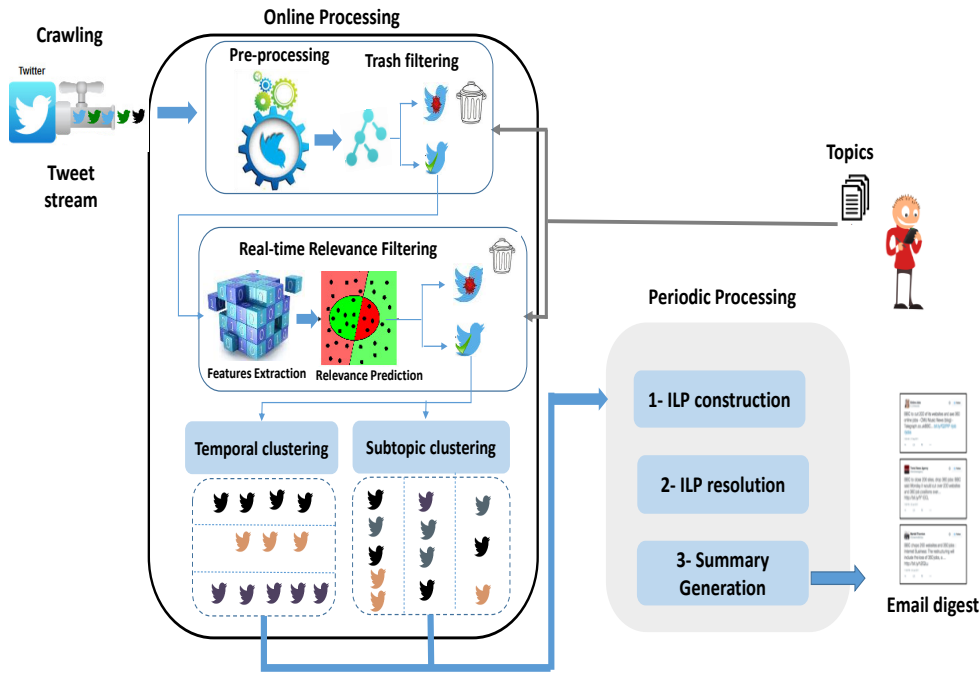 Online Processing
Crawling
Twitter
Tweet
stream
Pre-processing
Trash filtering
Topics
Real-time Relevance Filtering
Features Extraction
Relevance Prediction
Periodic Processing
Temporal clustering
Subtopic clustering
1- ILP construction
2- ILP resolution
3- Summary
Generation
Email digest